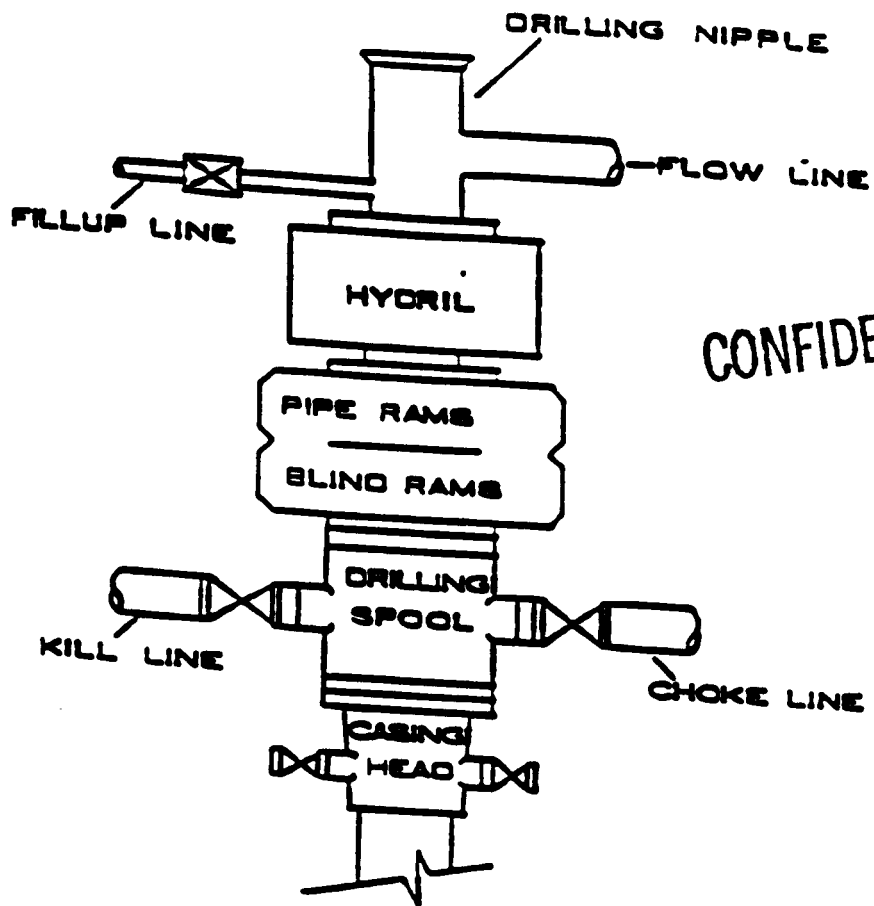 DRILLING NIPPLE
FLOW LINE
FILLUP LINE
HYDRIL
CONFIDE
PIPE RAMS
BLIND RAMS
DRILLING
SPOOL
KILL LINE
CHOKE LINE
CASING
HEAD